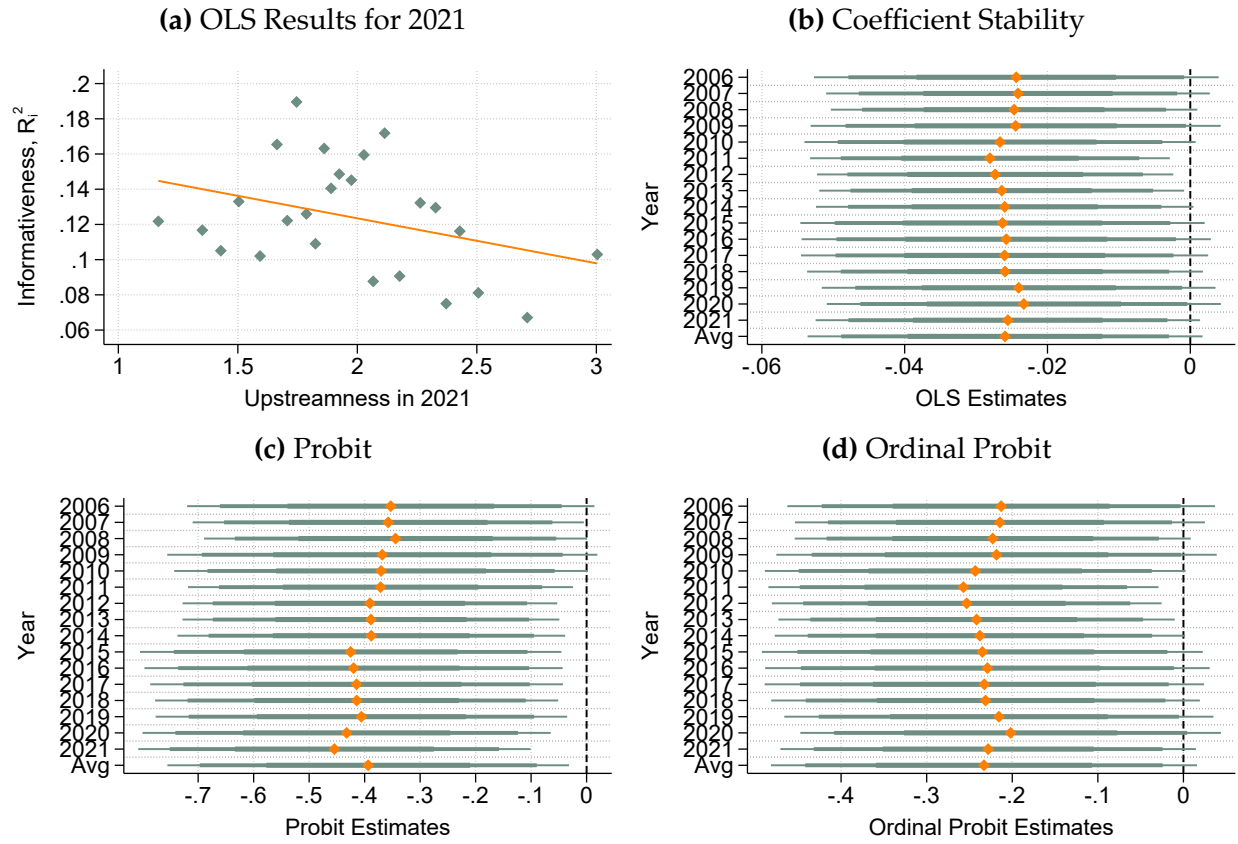 (a) OLS Results for 2021
Informativeness, R_i^2
.2
.18
.16
.14
.12
.1
.08
.06
1 1.5 2 2.5 3
Upstreamness in 2021
(b) Coefficient Stability
Year
2006
2007
2008
2009
2010
2011
2012
2013
2014
2015
2016
2017
2018
2019
2020
2021
Avg
-.06 -.04 -.02 0
OLS Estimates
(c) Probit
Year
2006
2007
2008
2009
2010
2011
2012
2013
2014
2015
2016
2017
2018
2019
2020
2021
Avg
-.7 -.6 -.5 -.4 -.3 -.2 -.1 0
Probit Estimates
(d) Ordinal Probit
Year
2006
2007
2008
2009
2010
2011
2012
2013
2014
2015
2016
2017
2018
2019
2020
2021
Avg
-.4 -.3 -.2 -.1 0
Ordinal Probit Estimates